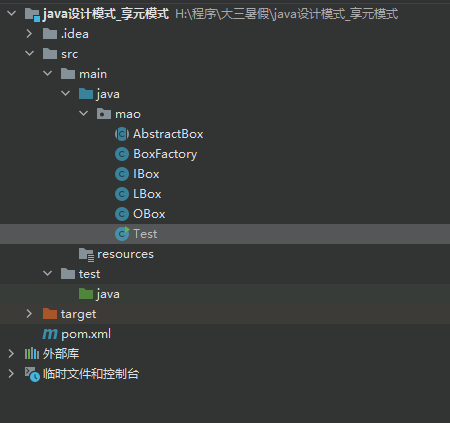 java设计模式_享元模式 H:\程序\大三暑假\java设计模式_享元模式
.idea
src
main
java
mao
AbstractBox
BoxFactory
IBox
LBox
OBox
Test
resources
test
java
target
pom.xml
外部库
临时文件和控制台